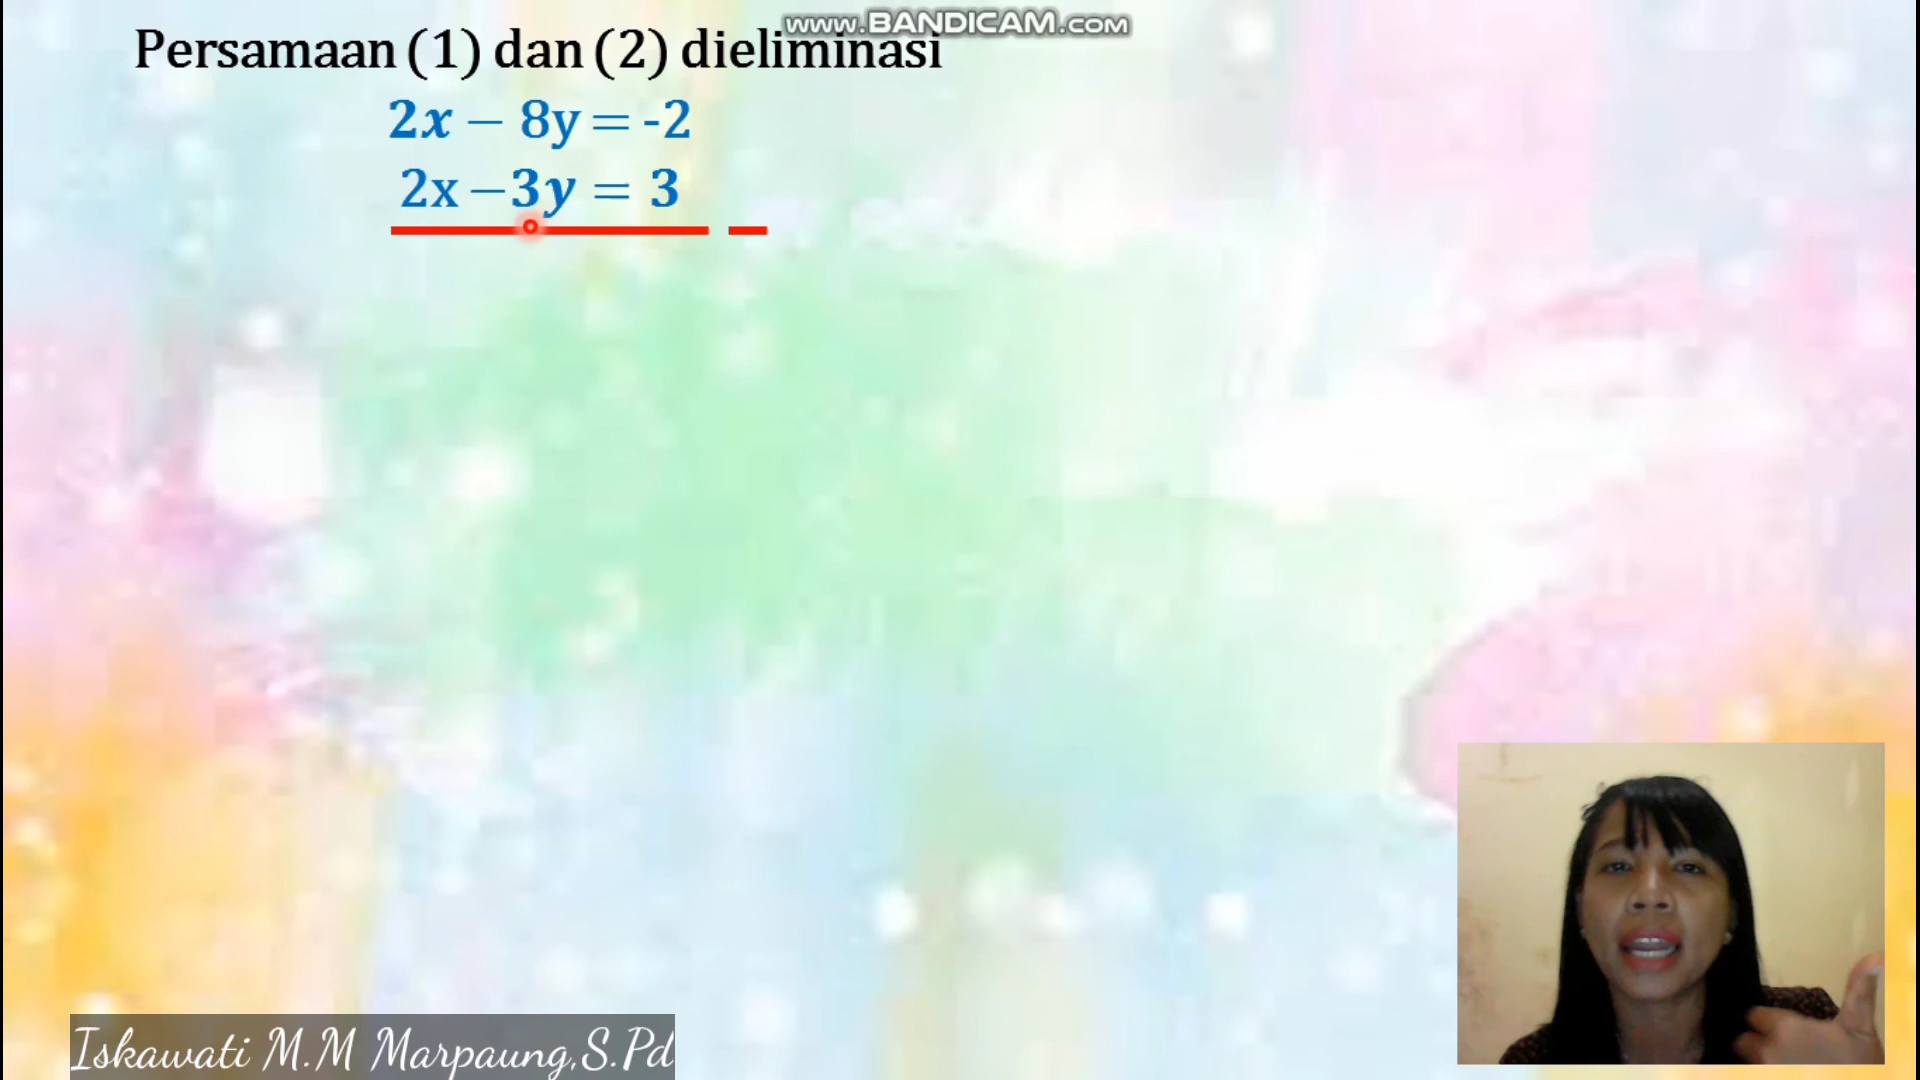 www.BANDICAM.com
Persamaan (1) dan (2) dieliminasi
2x − 8y = -2
2x −3y = 3
Iskawati M.M Marpaung,S.Pd